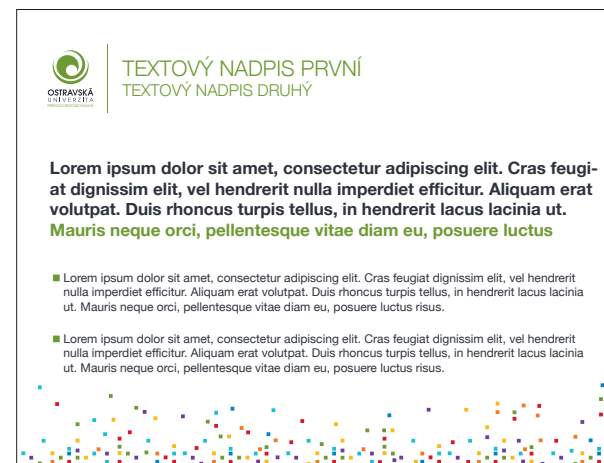 TEXTOVÝ NADPIS PRVNÍ
TEXTOVÝ NADPIS DRUHÝ
OSTRAVSKÁ
UNIVERZITA
Lorem ipsum dolor sit amet, consectetur adipiscing elit. Cras feugi-
at dignissim elit, vel hendrerit nulla imperdiet efficitur. Aliquam erat
volutpat. Duis rhoncus turpis tellus, in hendrerit lacus lacinia ut.
Mauris neque orci, pellentesque vitae diam eu, posuere luctus
Lorem ipsum dolor sit amet, consectetur adipiscing elit. Cras feugiat dignissim elit, vel hendrerit
nulla imperdiet efficitur. Aliquam erat volutpat. Duis rhoncus turpis tellus, in hendrerit lacus lacinia
ut. Mauris neque orci, pellentesque vitae diam eu, posuere luctus risus.
Lorem ipsum dolor sit amet, consectetur adipiscing elit. Cras feugiat dignissim elit, vel hendrerit
nulla imperdiet efficitur. Aliquam erat volutpat. Duis rhoncus turpis tellus, in hendrerit lacus lacinia
ut. Mauris neque orci, pellentesque vitae diam eu, posuere luctus risus.